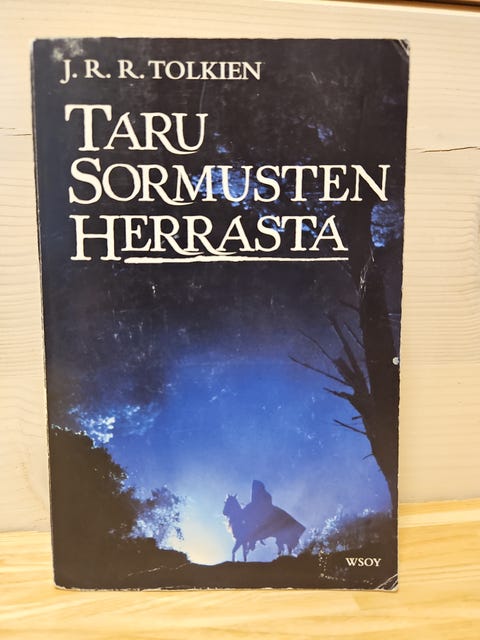 J. R. R. TOLKIEN
TARU
SORMUSTEN
HERRASTA
WSOY